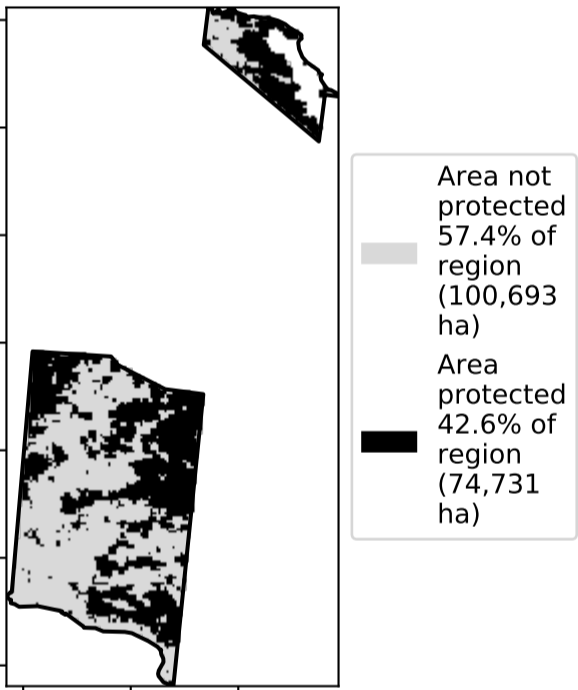 Area not
protected
57.4% of
region
(100,693
ha)
Area
protected
42.6% of
region
(74,731
ha)